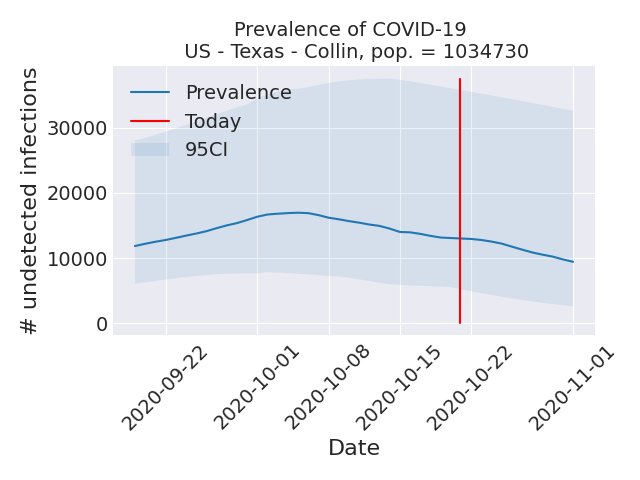 Prevalence of COVID-19
US - Texas - Collin, pop. = 1034730
# undetected infections
30000
20000
10000
0
Prevalence
Today
95CI
2020-09-22
2020-10-01
2020-10-08
2020-10-15
2020-10-22
2020-11-01
Date